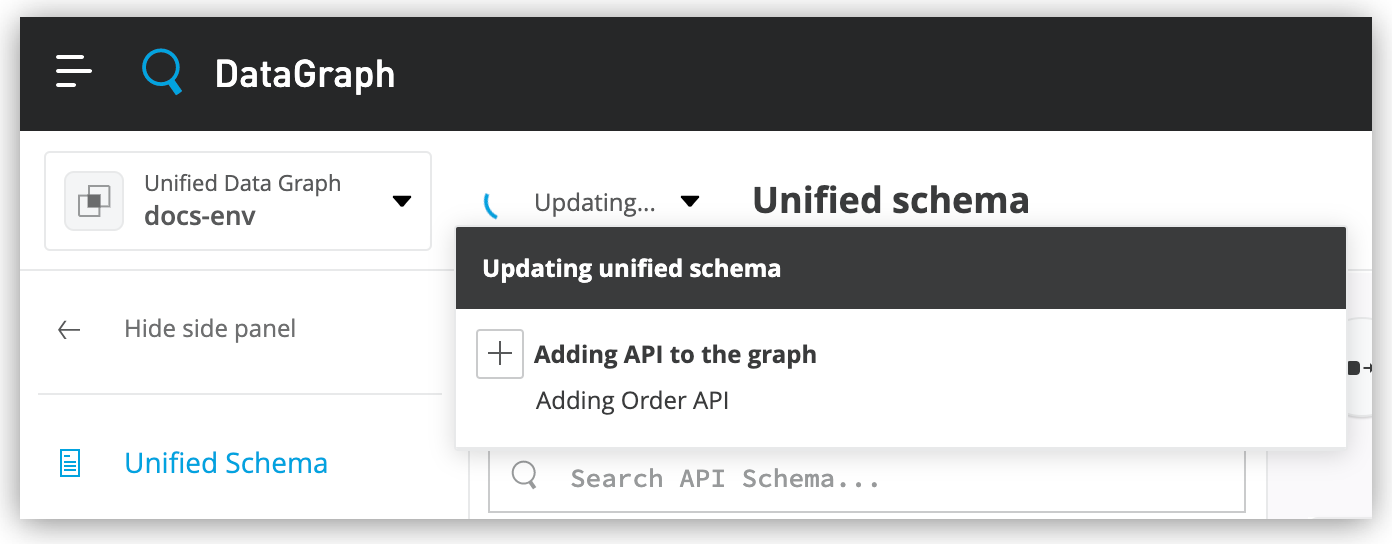 DataGraph
Unified Data Graph
docs-env
Updating...
Unified schema
Updating unified schema
Hide side panel
Adding API to the graph
Adding Order API
Unified Schema
Search API Schema...